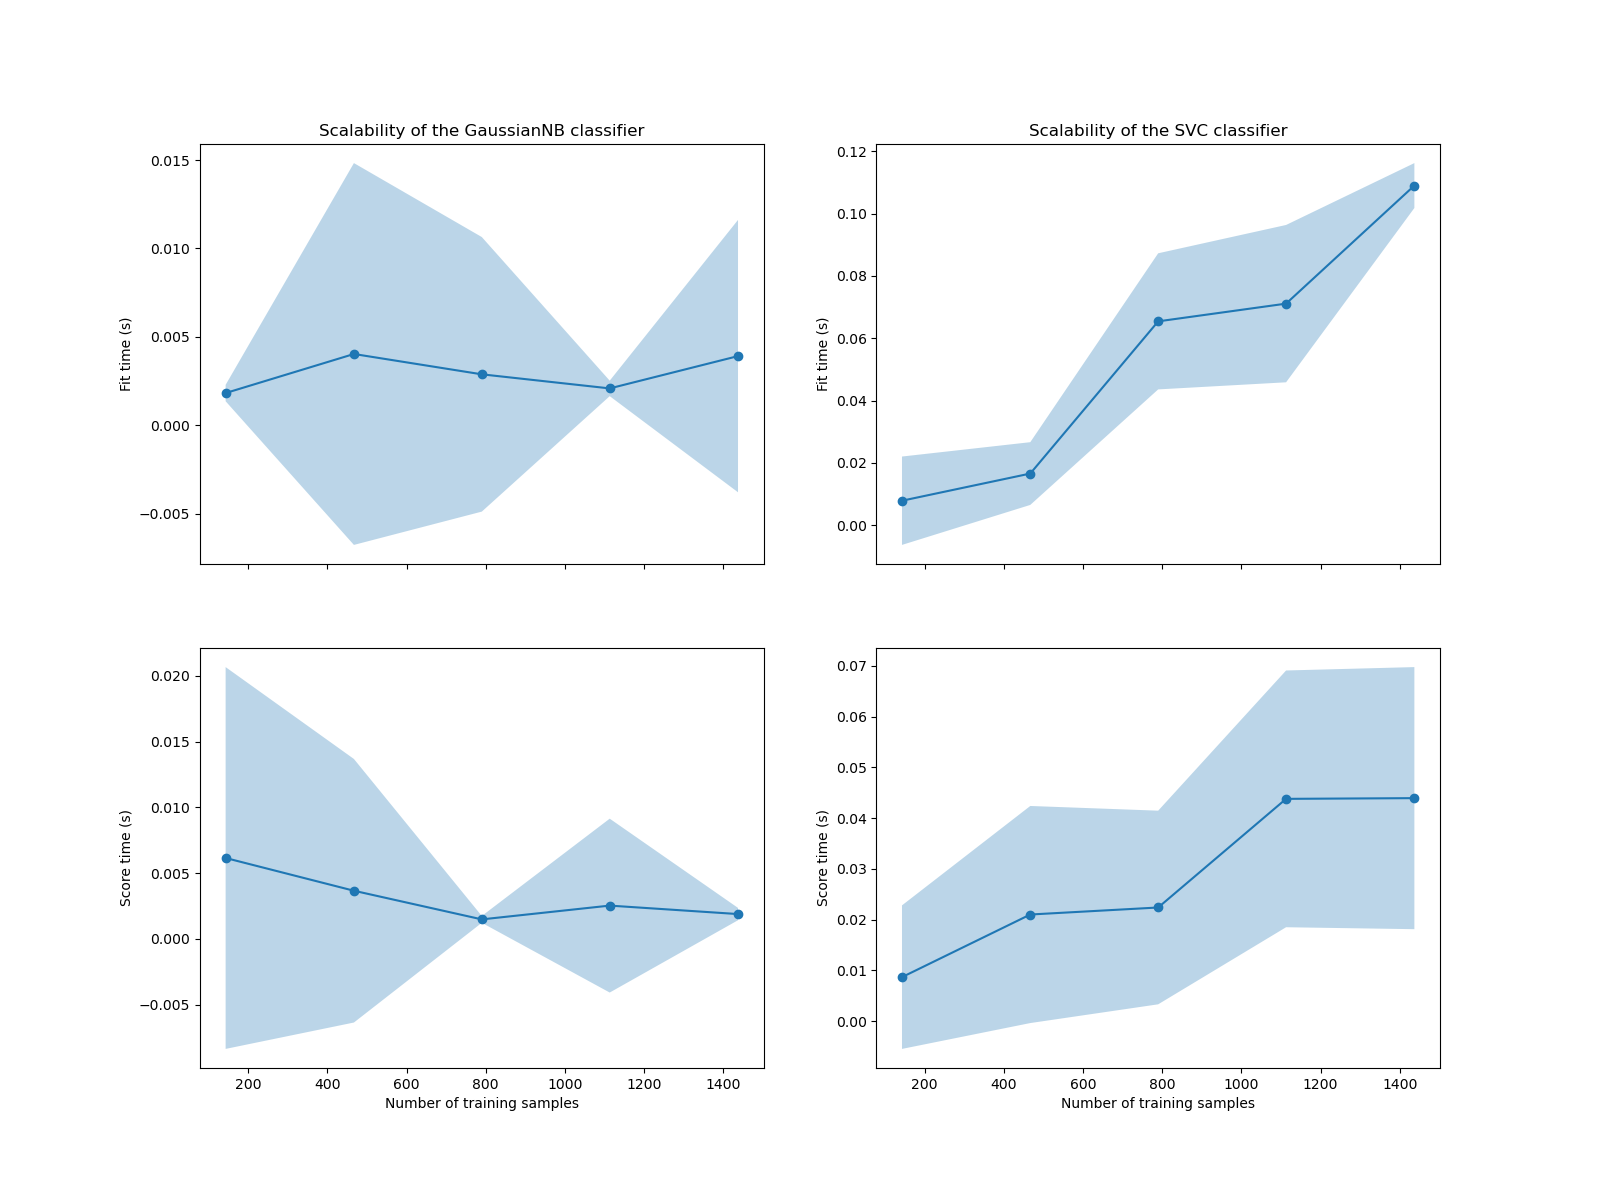 Scalability of the GaussianNB classifier
0.015
0.010
0.005
0.000
−0.005
Fit time (s)
Scalability of the SVC classifier
0.12
0.10
0.08
0.06
0.04
0.02
0.00
Fit time (s)
0.020
0.015
0.010
0.005
0.000
−0.005
Score time (s)
200 400 600 800 1000 1200 1400
Number of training samples
0.07
0.06
0.05
0.04
0.03
0.02
0.01
0.00
Score time (s)
200 400 600 800 1000 1200 1400
Number of training samples